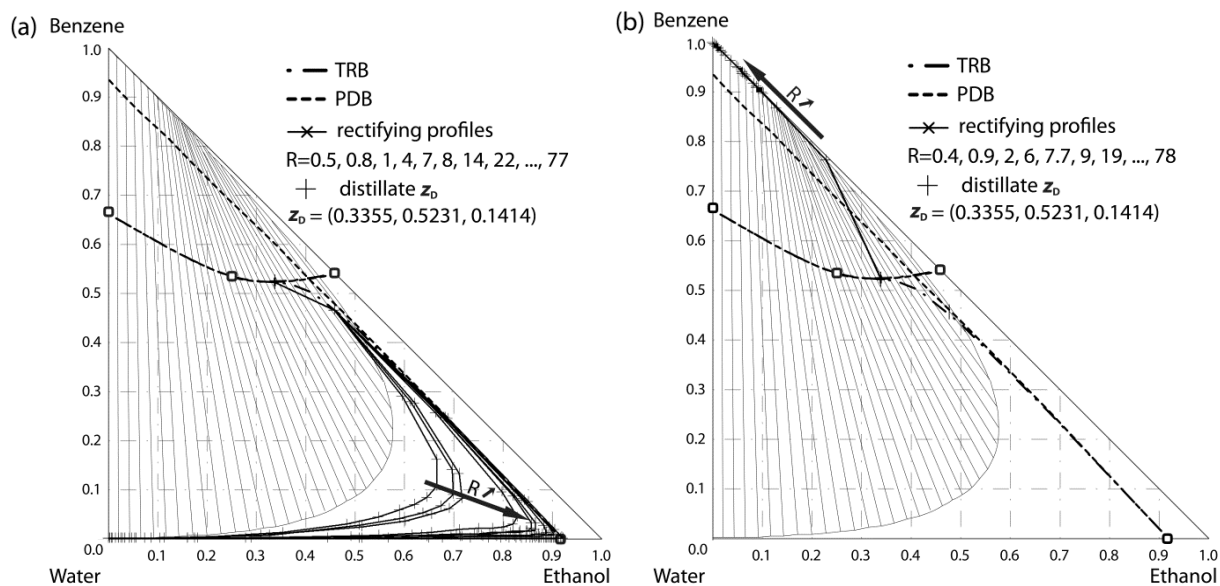 (a) Benzene
1.0
0.9
0.8
0.7
0.6
0.5
0.4
0.3
0.2
0.1
0.0
0.1 0.2 0.3 0.4 0.5 0.6 0.7 0.8 0.9 1.0
Water Ethanol
TRB
PDB
rectifying profiles
R=0.5, 0.8, 1, 4, 7, 8, 14, 22, ..., 77
distillate z_D
z_D = (0.3355, 0.5231, 0.1414)
R↗
(b) Benzene
1.0
0.9
0.8
0.7
0.6
0.5
0.4
0.3
0.2
0.1
0.0
0.1 0.2 0.3 0.4 0.5 0.6 0.7 0.8 0.9 1.0
Water Ethanol
R↗
TRB
PDB
rectifying profiles
R=0.4, 0.9, 2, 6, 7.7, 9, 19, ..., 78
distillate z_D
z_D = (0.3355, 0.5231, 0.1414)